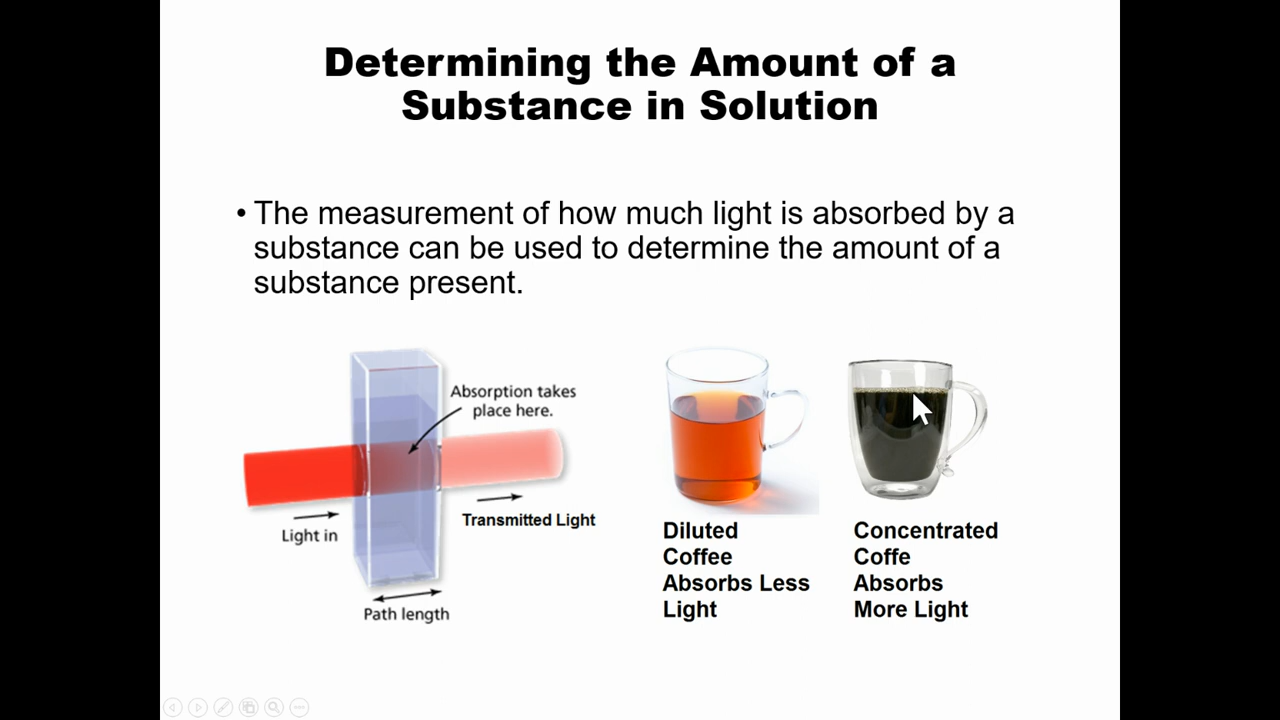 Determining the Amount of a
Substance in Solution
• The measurement of how much light is absorbed by a
substance can be used to determine the amount of a
substance present.
Absorption takes
place here.
Light in
Transmitted Light
Path length
Diluted
Coffee
Absorbs Less
Light
Concentrated
Coffe
Absorbs
More Light